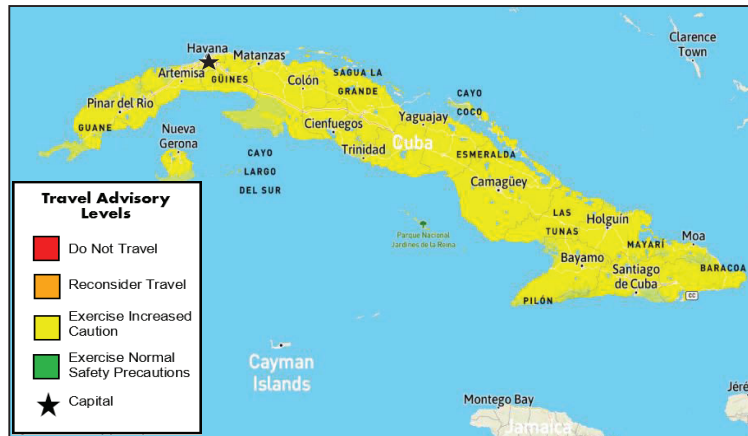 Havana
Matanzas
Artemisa
GÜINES
Pinar del Rio
GUANE
Nueva
Gerona
Colón
SAGUA LA
GRANDE
CAYO
COCO
Yaguajay
Cienfuegos
Trinidad
Cuba
CAYO
LARGO
DEL SUR
ESMERALDA
Camagüey
LAS
TUNAS
Holguín
Moa
MAYARÍ
BARACOA
Bayamo
Santiago
de Cuba
PILÓN
CC
Parque Nacional
Jardines de la Reina
Clarence
Town
Cayman
Islands
Montego Bay
Jamaica
Jéré
Travel Advisory
Levels
Do Not Travel
Reconsider Travel
Exercise Increased
Caution
Exercise Normal
Safety Precautions
Capital